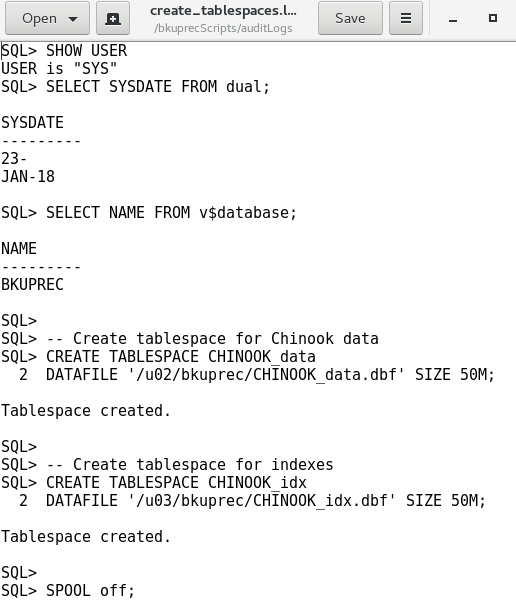 Open
create_tablespaces.l...
/bkuprecScripts/auditLogs
Save
SQL> SHOW USER
USER is "SYS"
SQL> SELECT SYSDATE FROM dual;
SYSDATE
---------
23-
JAN-18
SQL> SELECT NAME FROM v$database;
NAME
---------
BKUPREC
SQL>
SQL> -- Create tablespace for Chinook data
SQL> CREATE TABLESPACE CHINOOK_data
2 DATAFILE '/u02/bkuprec/CHINOOK_data.dbf' SIZE 50M;
Tablespace created.
SQL>
SQL> -- Create tablespace for indexes
SQL> CREATE TABLESPACE CHINOOK_idx
2 DATAFILE '/u03/bkuprec/CHINOOK_idx.dbf' SIZE 50M;
Tablespace created.
SQL>
SQL> SPOOL off;